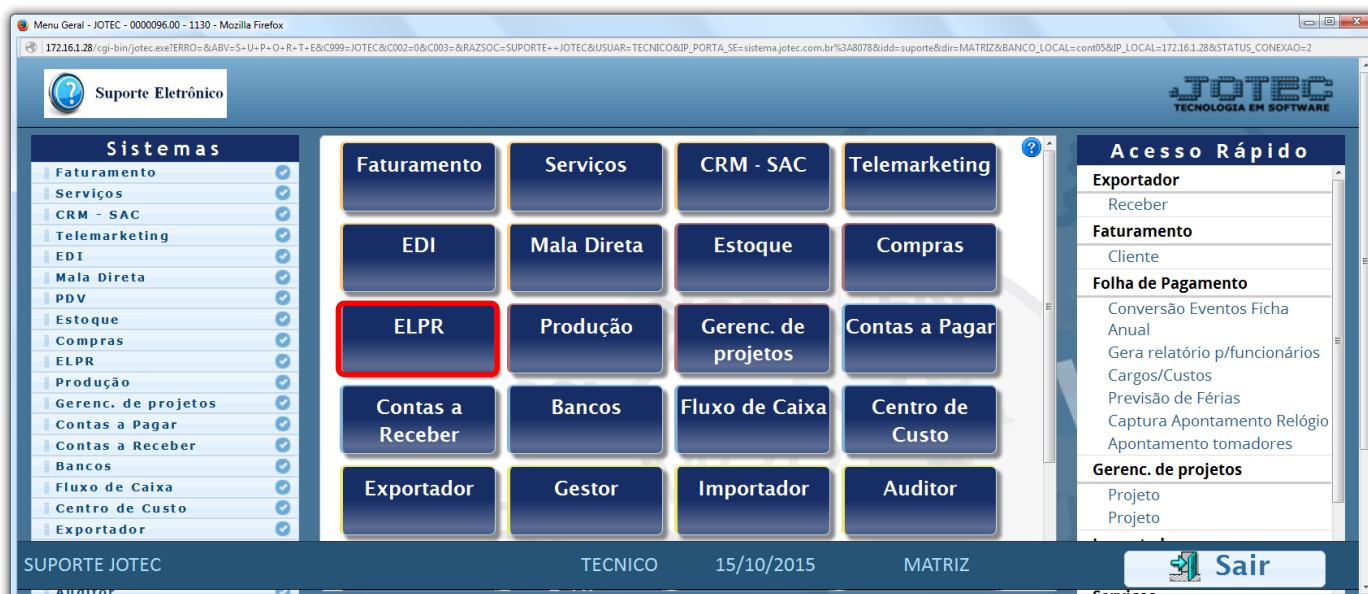 Menu Geral - JOTEC - 0000096.00 - 1130 - Mozilla Firefox
172.16.1.28/cgi-bin/jotec.exe?ERRO=&ABV=S+U+P+O+R+T+E&C999=JOTEC&C002=0&C003=&RAZSOC=SUPORTE++JOTEC&USUAR=TECNICO&IP_PORTA_SE=sistema.jotec.com.br%3A8078&idd=suporte&dir=MATRIZ&BANCO_LOCAL=cont05&IP_LOCAL=172.16.1.28&STATUS_CONEXAO=2
Suporte Eletrônico
JOTEC
TECNOLOGIA EM SOFTWARE
Sistemas
Faturamento
Serviços
CRM - SAC
Telemarketing
EDI
Mala Direta
PDV
Estoque
Compras
ELPR
Produção
Gerenc. de projetos
Contas a Pagar
Contas a Receber
Bancos
Fluxo de Caixa
Centro de Custo
Exportador
Auditor
Faturamento
Serviços
CRM - SAC
Telemarketing
EDI
Mala Direta
Estoque
Compras
ELPR
Produção
Gerenc. de
projetos
Contas a Pagar
Contas a
Receber
Bancos
Fluxo de Caixa
Centro de
Custo
Exportador
Gestor
Importador
Auditor
Acesso Rápido
Exportador
Receber
Faturamento
Cliente
Folha de Pagamento
Conversão Eventos Ficha
Anual
Gera relatório p/funcionários
Cargos/Custos
Previsão de Férias
Captura Apontamento Relógio
Apontamento tomadores
Gerenc. de projetos
Projeto
Projeto
Serviços
SUPORTE JOTEC
TECNICO
15/10/2015
MATRIZ
Sair